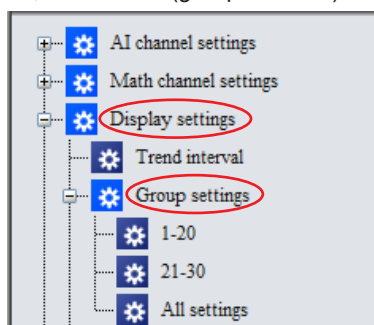 AI channel settings
Math channel settings
Display settings
Trend interval
Group settings
1-20
21-30
All settings